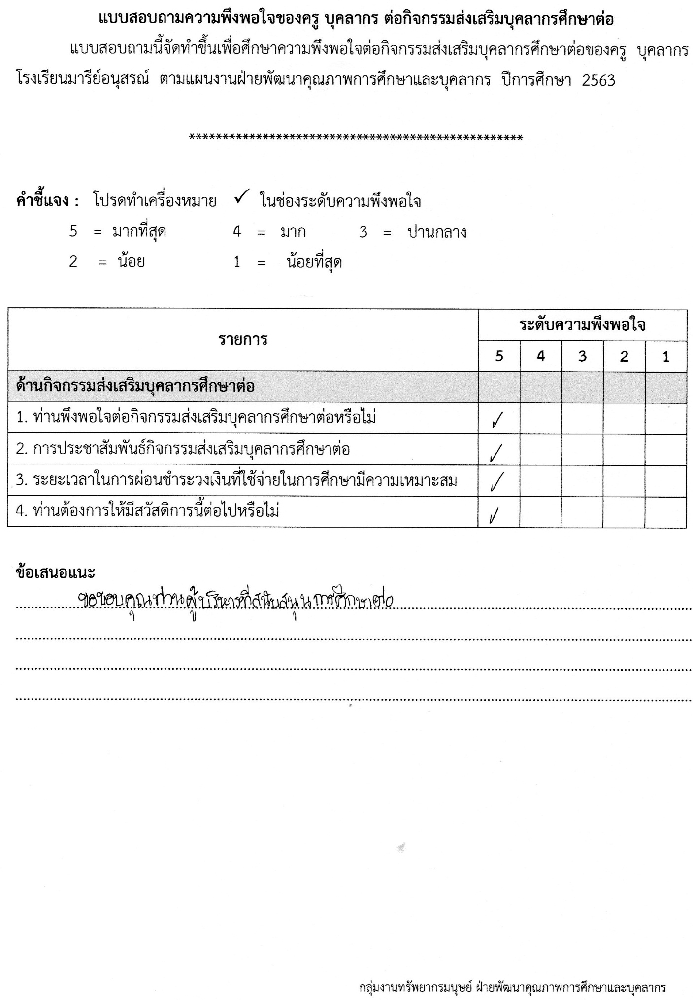 แบบสอบถามความพึงพอใจของครู บุคลากร ต่อกิจกรรมส่งเสริมบุคลากรศึกษาต่อ
แบบสอบถามนี้จัดทำขึ้นเพื่อศึกษาความพึงพอใจต่อกิจกรรมส่งเสริมบุคลากรศึกษาต่อของครู บุคลากร
โรงเรียนมารีย์อนุสรณ์ ตามแผนงานฝ่ายพัฒนาคุณภาพการศึกษาและบุคลากร ปีการศึกษา 2563
**************************************************
คำชี้แจง : โปรดทำเครื่องหมาย ✓ ในช่องระดับความพึงพอใจ
5 = มากที่สุด 4 = มาก 3 = ปานกลาง
2 = น้อย 1 = น้อยที่สุด
รายการ ระดับความพึงพอใจ
5 4 3 2 1
ด้านกิจกรรมส่งเสริมบุคลากรศึกษาต่อ
1. ท่านพึงพอใจต่อกิจกรรมส่งเสริมบุคลากรศึกษาต่อหรือไม่ ✓
2. การประชาสัมพันธ์กิจกรรมส่งเสริมบุคลากรศึกษาต่อ ✓
3. ระยะเวลาในการผ่อนชำระวงเงินที่ใช้จ่ายในการศึกษามีความเหมาะสม ✓
4. ท่านต้องการให้มีสวัสดิการนี้ต่อไปหรือไม่ ✓
ข้อเสนอแนะ
ขอขอบคุณท่านผู้บริหารที่สนับสนุนการศึกษาต่อ
กลุ่มงานทรัพยากรมนุษย์ ฝ่ายพัฒนาคุณภาพการศึกษาและบุคลากร